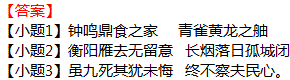 【答案】
【小题1】钟鸣鼎食之家 青雀黄龙之舳
【小题2】衡阳雁去无留意 长烟落日孤城闭
【小题3】虽九死其犹未悔 终不察夫民心。